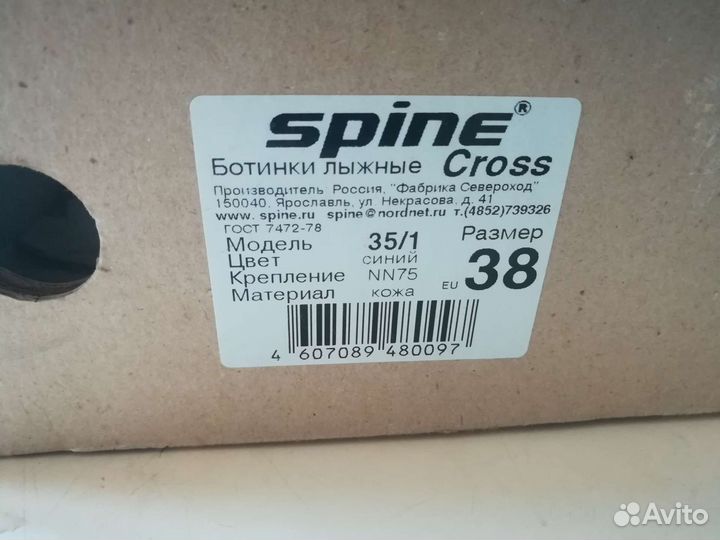 spine®
Ботинки лыжные Cross
Производитель Россия, "Фабрика Североход"
150040, Ярославль, ул. Некрасова, д. 41
www.spine.ru spine@nordnet.ru т.(4852)739326
ГОСТ 7472-78
Модель 35/1 Размер
Цвет синий
Крепление NN75 EU 38
Материал кожа
4 607089 480097
Avito